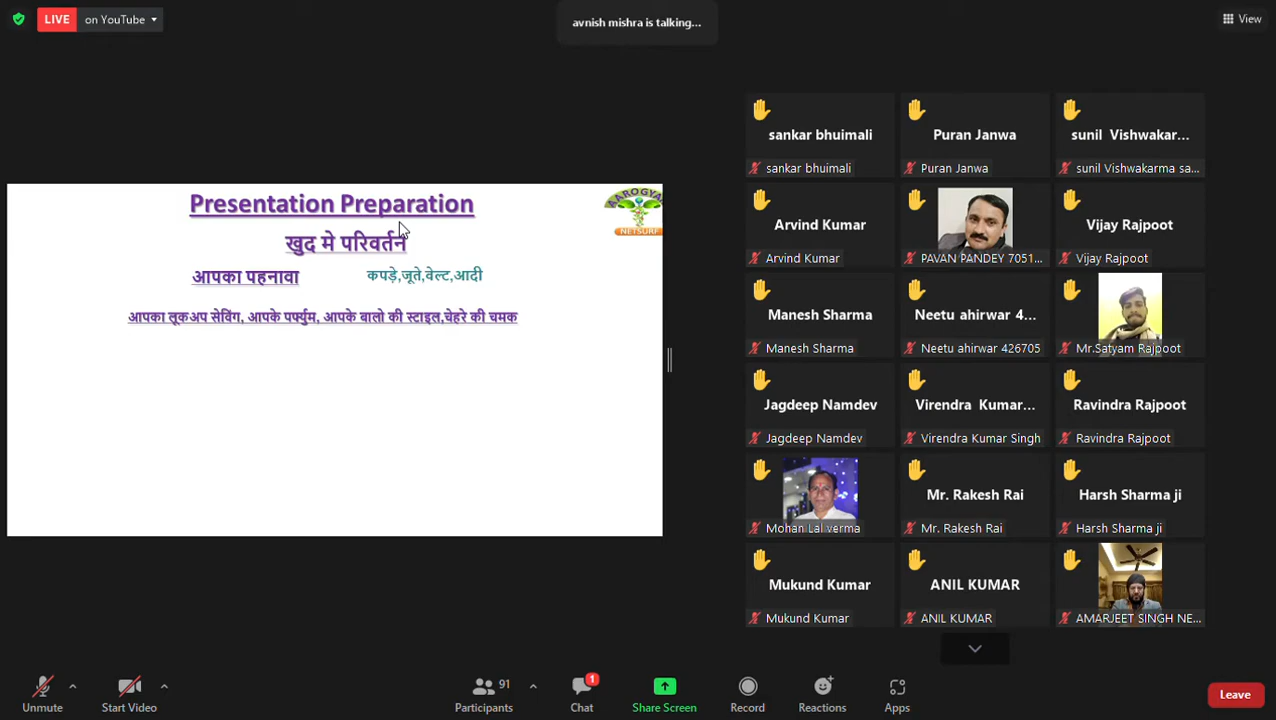 LIVE on YouTube
avnish mishra is talking...
View
Presentation Preparation
AAROGYAM
NETSURF
खुद मे परिवर्तन
आपका पहनावा कपड़े,जूते,वेल्ट,आदी
आपका लूकअप सेविंग, आपके पर्फ्युम, आपके बालो की स्टाइल,चेहरे की चमक
sankar bhuimali Puran Janwa sunil Vishwakar...
sankar bhuimali Puran Janwa sunil Vishwakarma sa...
Arvind Kumar Vijay Rajpoot
Arvind Kumar PAVAN PANDEY 7051... Vijay Rajpoot
Manesh Sharma Neetu ahirwar 4...
Manesh Sharma Neetu ahirwar 426705 Mr.Satyam Rajpoot
Jagdeep Namdev Virendra Kumar... Ravindra Rajpoot
Jagdeep Namdev Virendra Kumar Singh Ravindra Rajpoot
Mr. Rakesh Rai Harsh Sharma ji
Mohan Lal verma Mr. Rakesh Rai Harsh Sharma ji
Mukund Kumar ANIL KUMAR
Mukund Kumar ANIL KUMAR AMARJEET SINGH NE...
91 1
Unmute Start Video Participants Chat Share Screen Record Reactions Apps Leave